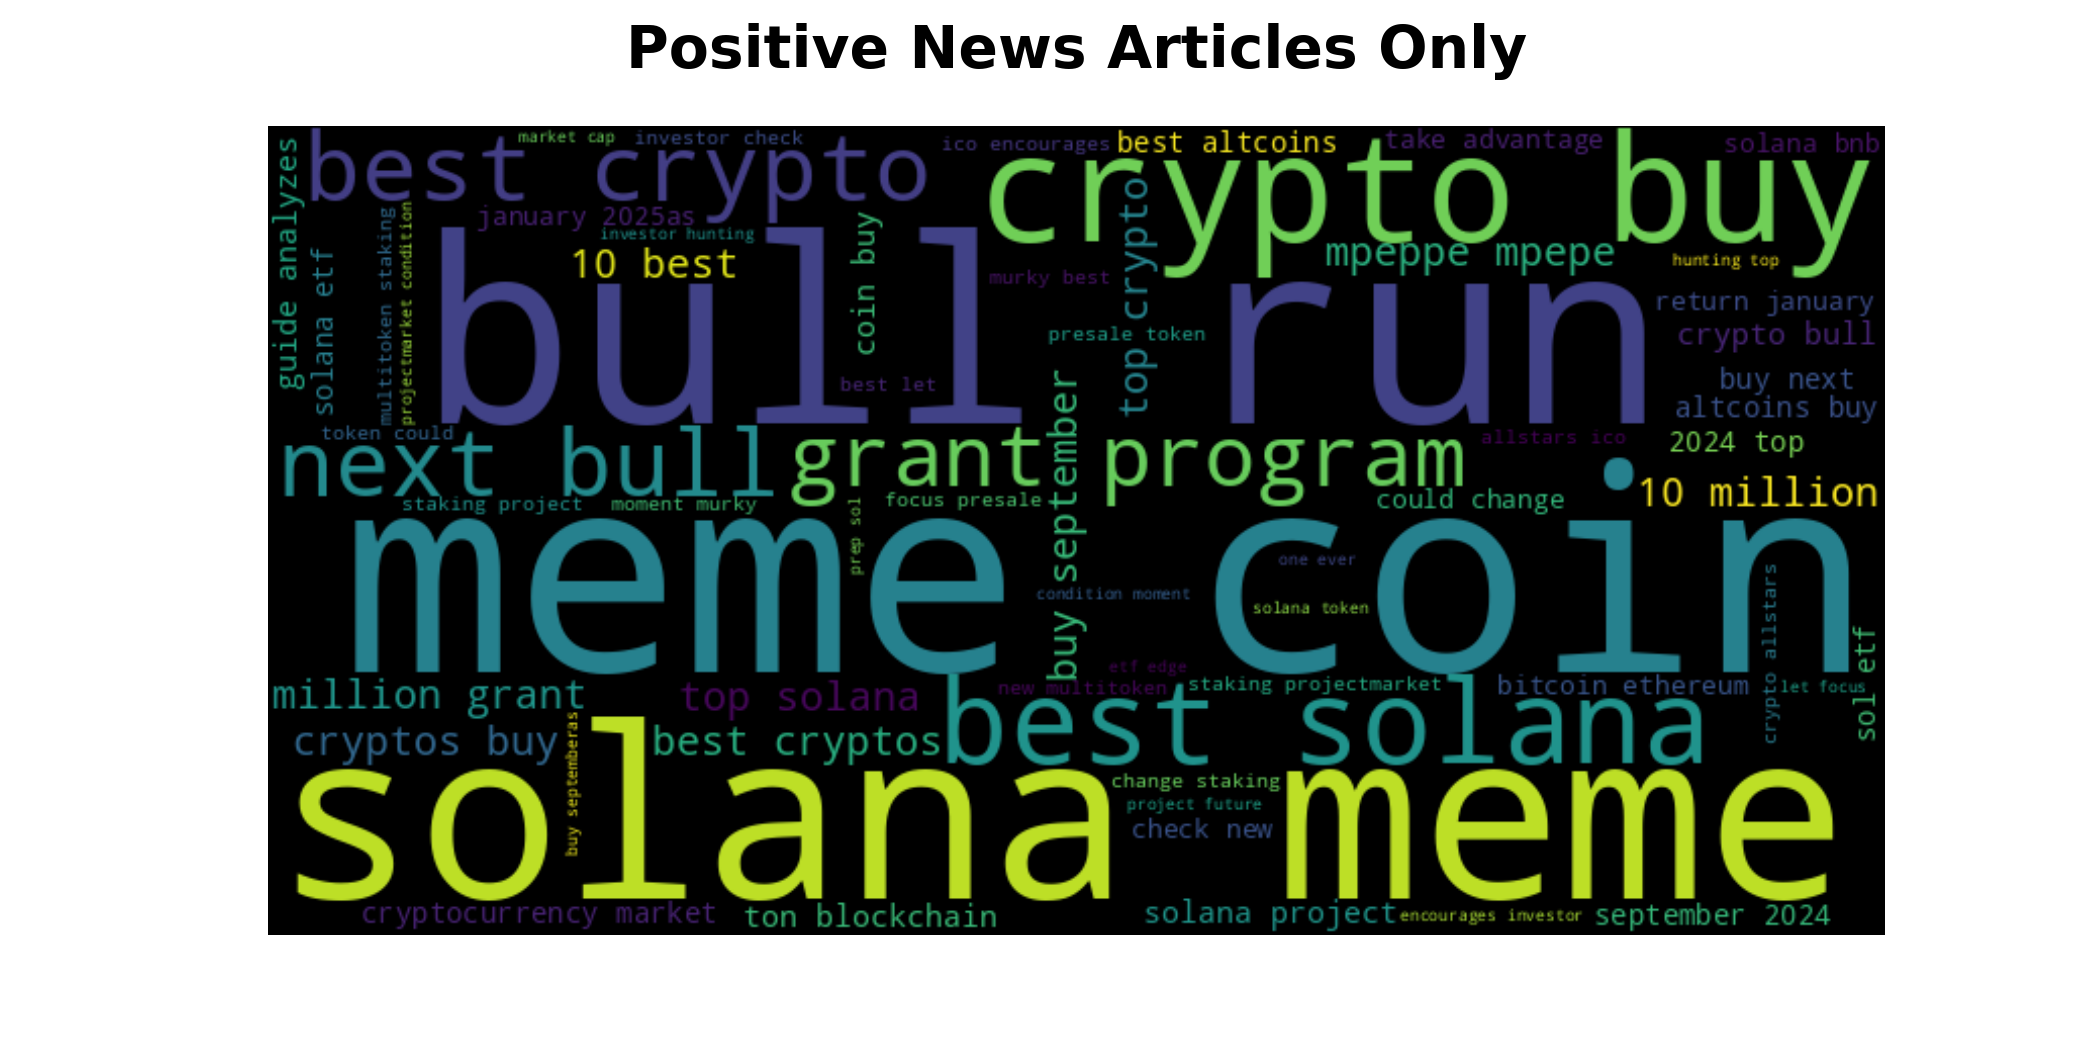 Positive News Articles Only
market cap
investor check
ico encourages
best altcoins
take advantage
solana bnb
best crypto
crypto buy
guide analyzes
january 2025as
investor hunting
10 best
coin buy
top crypto
mpeppe mpepe
hunting top
murky best
solana etf
multitoken staking
projectmarket condition
bull run
return january
presale token
crypto bull
best let
buy next
altcoins buy
token could
next bull
grant program
allstars ico
2024 top
buy september
10 million
staking project
moment murky
prep sol
focus presale
could change
meme coin
one ever
condition moment
solana token
crypto allstars
sol etf
etf edge
million grant
top solana
new multitoken
staking projectmarket
bitcoin ethereum
let focus
cryptos buy
buy septemberas
best cryptos
best solana
solana meme
change staking
project future
check new
cryptocurrency market
ton blockchain
solana project
encourages investor
september 2024